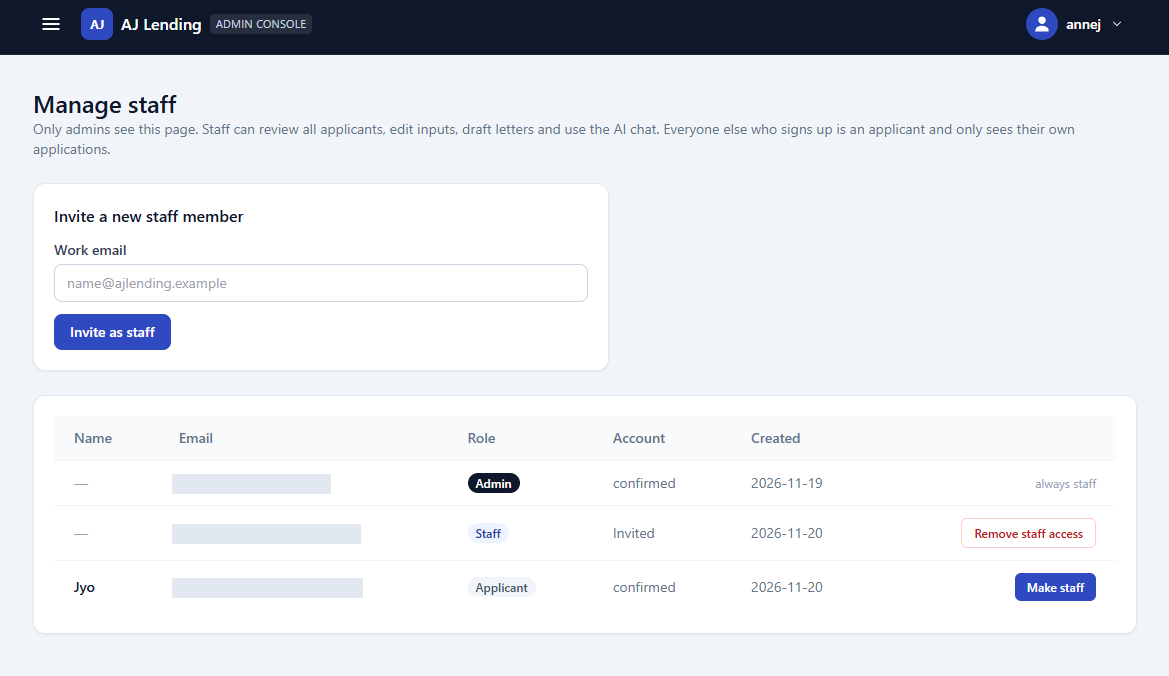 AJ AJ Lending ADMIN CONSOLE annej
Manage staff
Only admins see this page. Staff can review all applicants, edit inputs, draft letters and use the AI chat. Everyone else who signs up is an applicant and only sees their own
applications.
Invite a new staff member
Work email
name@ajlending.example
Invite as staff
Name Email Role Account Created
— Admin confirmed 2026-11-19 always staff
— Staff Invited 2026-11-20 Remove staff access
Jyo Applicant confirmed 2026-11-20 Make staff